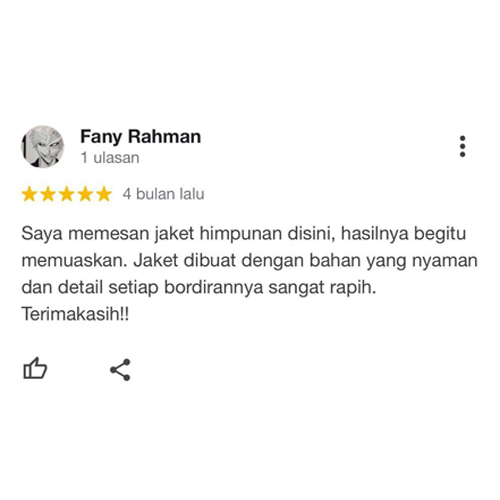 Fany Rahman
1 ulasan
4 bulan lalu
Saya memesan jaket himpunan disini, hasilnya begitu
memuaskan. Jaket dibuat dengan bahan yang nyaman
dan detail setiap bordirannya sangat rapih.
Terimakasih!!